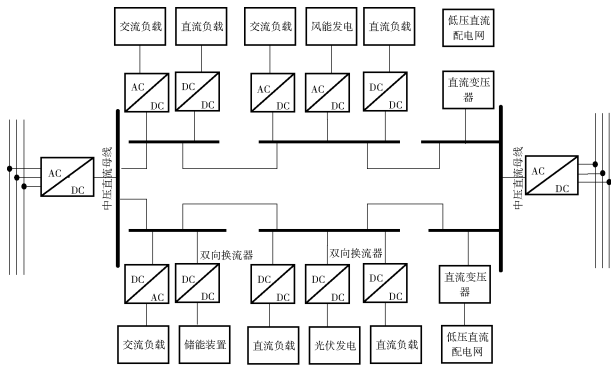 交流负载
直流负载
交流负载
风能发电
直流负载
低压直流
配电网
AC
DC
DC
DC
AC
DC
AC
DC
DC
DC
直流变压
器
中压直流母线
中压直流母线
AC
DC
AC
DC
双向换流器
双向换流器
DC
AC
DC
DC
DC
DC
DC
DC
DC
DC
直流变压
器
交流负载
储能装置
直流负载
光伏发电
直流负载
低压直流
配电网